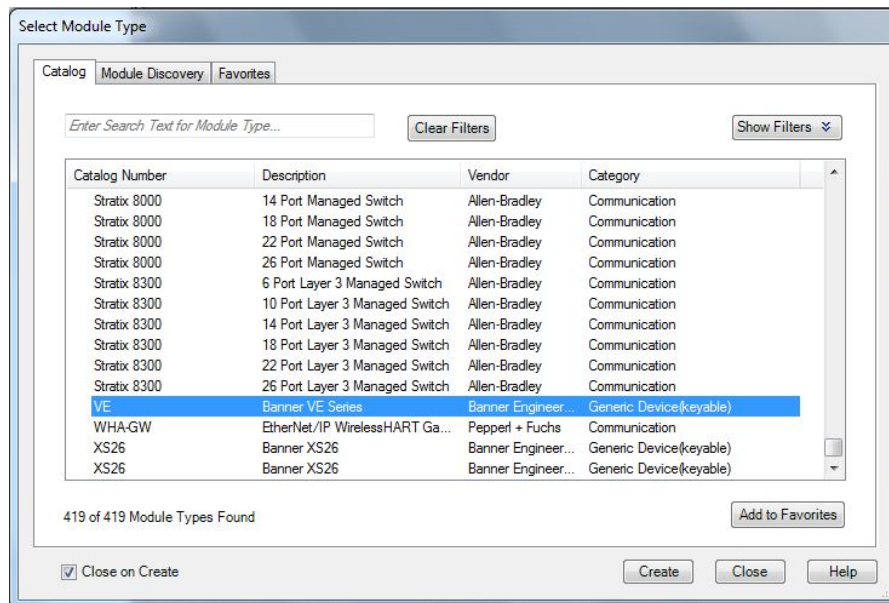 Select Module Type
Catalog Module Discovery Favorites
Enter Search Text for Module Type...
Clear Filters
Show Filters
Catalog Number Description Vendor Category
Stratix 8000 14 Port Managed Switch Allen-Bradley Communication
Stratix 8000 18 Port Managed Switch Allen-Bradley Communication
Stratix 8000 22 Port Managed Switch Allen-Bradley Communication
Stratix 8000 26 Port Managed Switch Allen-Bradley Communication
Stratix 8300 6 Port Layer 3 Managed Switch Allen-Bradley Communication
Stratix 8300 10 Port Layer 3 Managed Switch Allen-Bradley Communication
Stratix 8300 14 Port Layer 3 Managed Switch Allen-Bradley Communication
Stratix 8300 18 Port Layer 3 Managed Switch Allen-Bradley Communication
Stratix 8300 22 Port Layer 3 Managed Switch Allen-Bradley Communication
Stratix 8300 26 Port Layer 3 Managed Switch Allen-Bradley Communication
VE Banner VE Series Banner Engineer... Generic Device(keyable)
WHA-GW EtherNet/IP WirelessHART Ga... Pepperl + Fuchs Communication
XS26 Banner XS26 Banner Engineer... Generic Device(keyable)
XS26 Banner XS26 Banner Engineer... Generic Device(keyable)
419 of 419 Module Types Found
Add to Favorites
Close on Create
Create Close Help